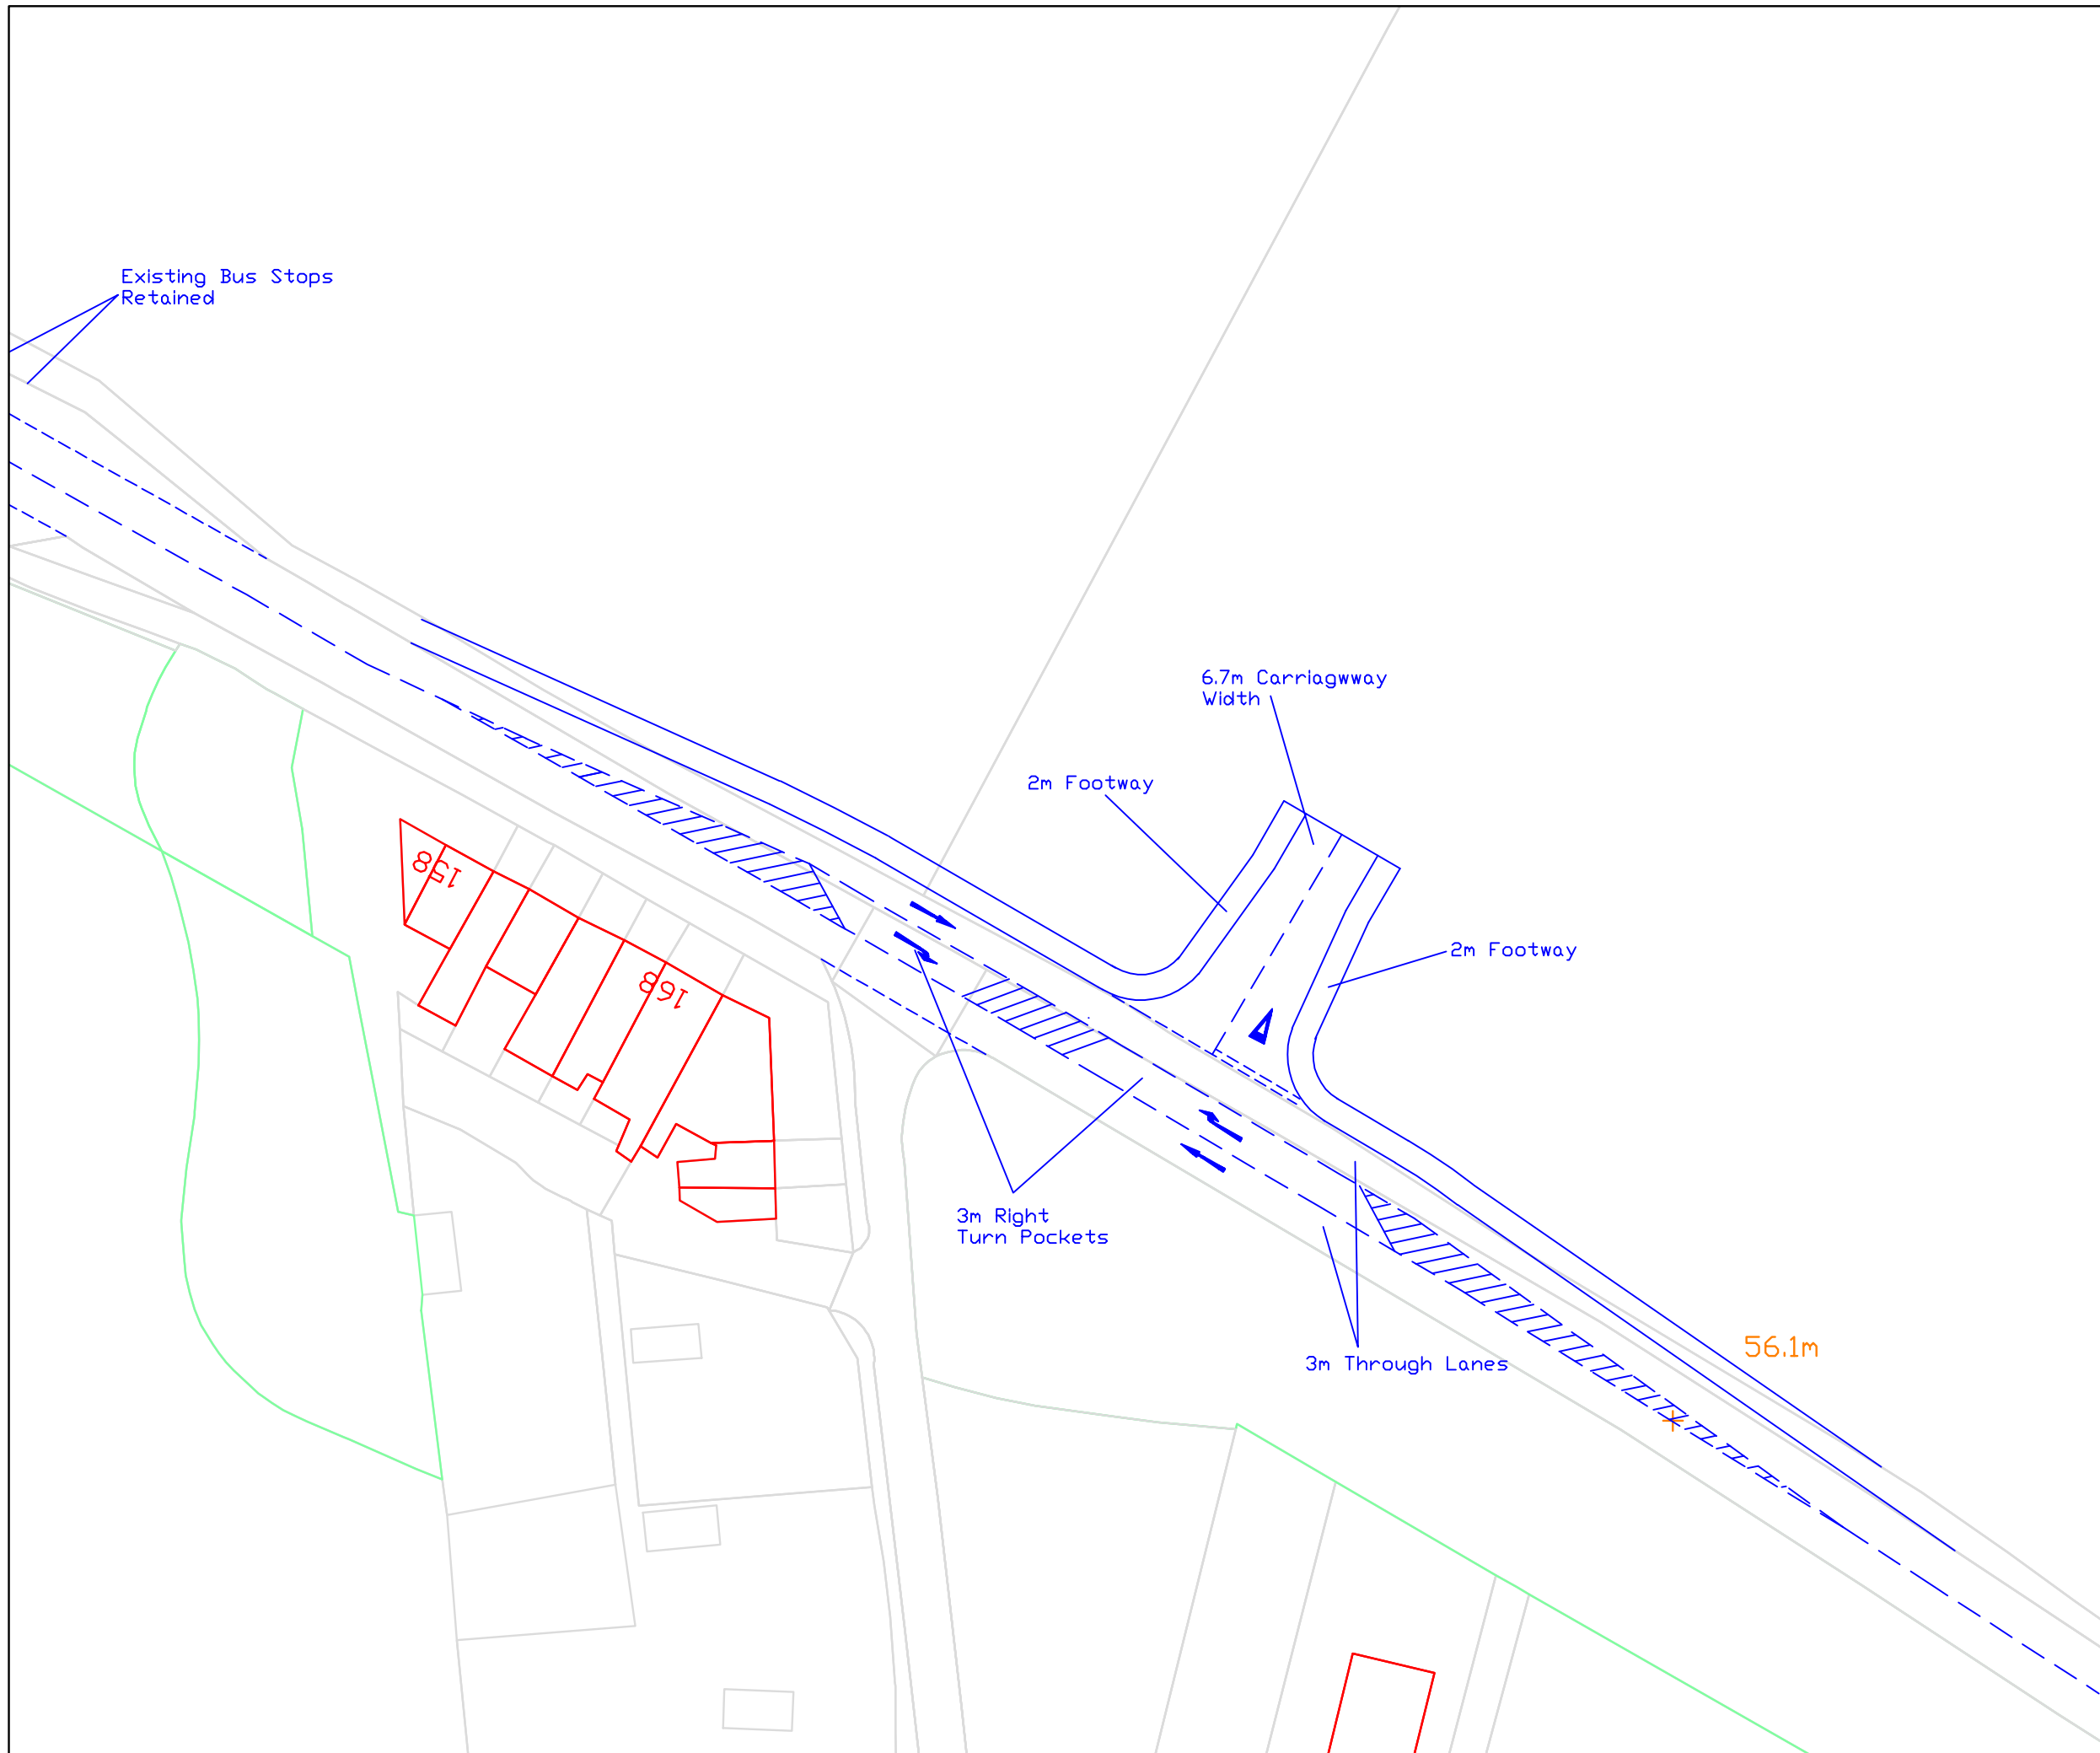 Existing Bus Stops
Retained
6.7m Carriagwway
Width
2m Footway
158
2m Footway
168
3m Right
Turn Pockets
56.1m
3m Through Lanes